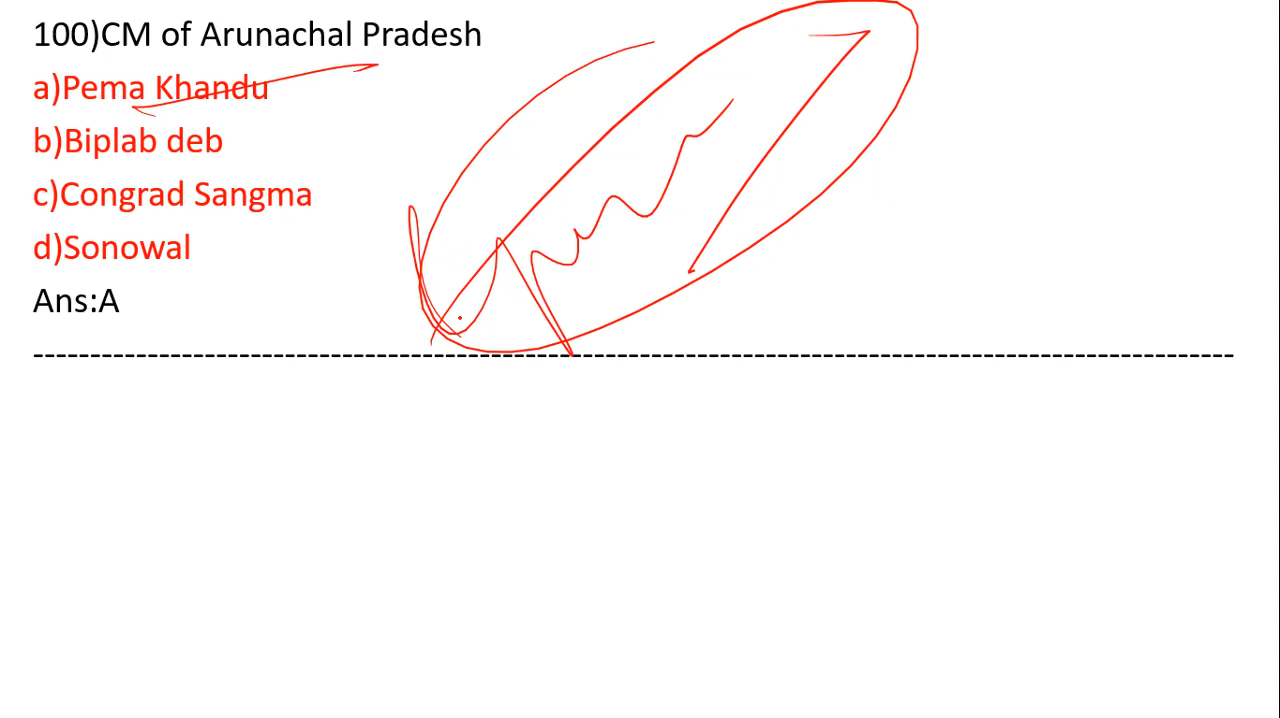 100)CM of Arunachal Pradesh
a)Pema Khandu
b)Biplab deb
c)Congrad Sangma
d)Sonowal
Ans:A
------------------------------------------------------------------------------------------------------------